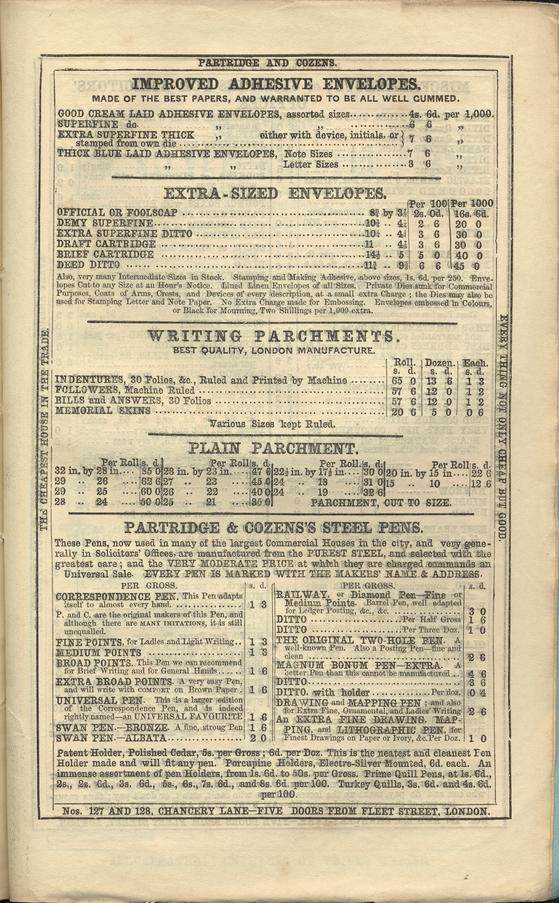 PARTRIDGE AND COZENS.
IMPROVED ADHESIVE ENVELOPES.
MADE OF THE BEST PAPERS, AND WARRANTED TO BE ALL WELL GUMMED.
GOOD CREAM LAID ADHESIVE ENVELOPES, assorted sizes 4s. 6d. per 1,000.
SUPERFINE do. „ „ 6 6 „
EXTRA SUPERFINE THICK „ either with device, initials, or
stamped from own die 7 6 „
THICK BLUE LAID ADHESIVE ENVELOPES, Note Sizes 7 6 „
„ „ Letter Sizes 8 6 „
EXTRA-SIZED ENVELOPES.
Per 100 Per 1000
OFFICIAL OR FOOLSCAP by 2s. 0d. 16s. 6d.
DEMY SUPERFINE 2 6 20 0
EXTRA SUPERFINE DITTO 3 6 30 0
DRAFT CARTRIDGE 11 3 6 30 0
BRIEF CARTRIDGE 5 5 0 40 0
DEED DITTO 9 6 6 45 0
Also, very many Intermediate Sizes in Stock. Stamping and Making Adhesive, above sizes, 1s. 6d. per 250. Enve-
lopes Cut to any Size at an Hour's Notice. Lined Linen Envelopes of all Sizes. Private Dies sunk for Commercial
Purposes, Coats of Arms, Crests, and Devices of every description, at a small extra Charge; the Dies may also be
used for Stamping Letter and Note Paper. No Extra Charge made for Embossing. Envelopes embossed in Colours,
or Black for Mourning, Two Shillings per 1,000 extra.
WRITING PARCHMENTS.
BEST QUALITY, LONDON MANUFACTURE.
Roll. Dozen. Each.
s. d. s. d. s. d.
INDENTURES, 30 Folios, &c., Ruled and Printed by Machine 65 0 13 6 1 3
FOLLOWERS, Machine Ruled 57 6 12 0 1 2
BILLS and ANSWERS, 30 Folios 57 6 12 0 1 2
MEMORIAL SKINS 20 6 5 0 0 6
Various Sizes kept Ruled.
PLAIN PARCHMENT.
Per Roll s. d. Per Roll s. d. Per Roll s. d. Per Roll s. d.
32 in. by 28 in. 85 0 28 in. by 23 in. 47 6 22½ in. by 17½ in. 30 0 20 in. by 15 in. 22 6
29 .. 26 62 6 27 .. 23 45 0 24 .. 18 31 0 15 .. 10 12 6
29 .. 25 60 0 26 .. 22 40 0 24 .. 19 32 6
28 .. 24 50 0 25 .. 21 35 0 PARCHMENT, CUT TO SIZE.
PARTRIDGE & COZENS'S STEEL PENS.
These Pens, now used in many of the largest Commercial Houses in the city, and very gene-
rally in Solicitors' Offices, are manufactured from the PUREST STEEL, and selected with the
greatest care; and the VERY MODERATE PRICE at which they are charged commands an
Universal Sale. EVERY PEN IS MARKED WITH THE MAKERS' NAME & ADDRESS.
PER GROSS. s. d.
CORRESPONDENCE PEN. This Pen adapts
itself to almost every hand. 1 3
P. and C. are the original makers of this Pen, and
although there are MANY IMITATIONS, it is still
unequalled.
FINE POINTS, for Ladies and Light Writing 1 3
MEDIUM POINTS 1 3
BROAD POINTS. This Pen we can recommend
for Brief Writing and for General Hands 1 6
EXTRA BROAD POINTS. A very easy Pen,
and will write with COMFORT on Brown Paper 1 6
UNIVERSAL PEN. This is a larger edition
of the Correspondence Pen, and is indeed
rightly named—an UNIVERSAL FAVOURITE 1 6
SWAN PEN.—BRONZE. A fine, strong Pen 1 6
SWAN PEN.—ALBATA 2 0
PER GROSS. s. d.
RAILWAY, or Diamond Pen—Fine or
Medium Points. Barrel Pen, well adapted
for Ledger Posting, &c., &c. 3 0
DITTO Per Half Gross 1 6
DITTO Per Three Doz. 1 0
THE ORIGINAL TWO-HOLE PEN. A
well-known Pen. Also a Posting Pen—fine and
clean 2 6
MAGNUM BONUM PEN—EXTRA. A
better Pen than this cannot be manufactured 4 6
DITTO 3 6
DITTO, with holder Per doz. 0 4
DRAWING and MAPPING PEN; and also
for Extra Fine, Ornamental, and Ladies' Writing 2 6
An EXTRA FINE DRAWING, MAP-
PING, and LITHOGRAPHIC PEN, for
Finest Drawings on Paper or Ivory, &c. Per Doz. 1 0
Patent Holder, Polished Cedar, 5s. per Gross; 6d. per Doz. This is the neatest and cleanest Pen
Holder made and will fit any pen. Porcupine Holders, Electro-Silver Mounted, 6d. each. An
immense assortment of pen Holders, from 1s. 6d. to 50s. per Gross. Prime Quill Pens, at 1s. 6d.,
2s., 2s. 6d., 3s. 6d., 5s., 6s., 7s. 6d., and 8s. 6d. per 100. Turkey Quills, 3s. 6d. and 4s. 6d.
per 100.
Nos. 127 AND 128, CHANCERY LANE—FIVE DOORS FROM FLEET STREET, LONDON.
THE CHEAPEST HOUSE IN THE TRADE.
EVERY THING NOT ONLY CHEAP BUT GOOD.